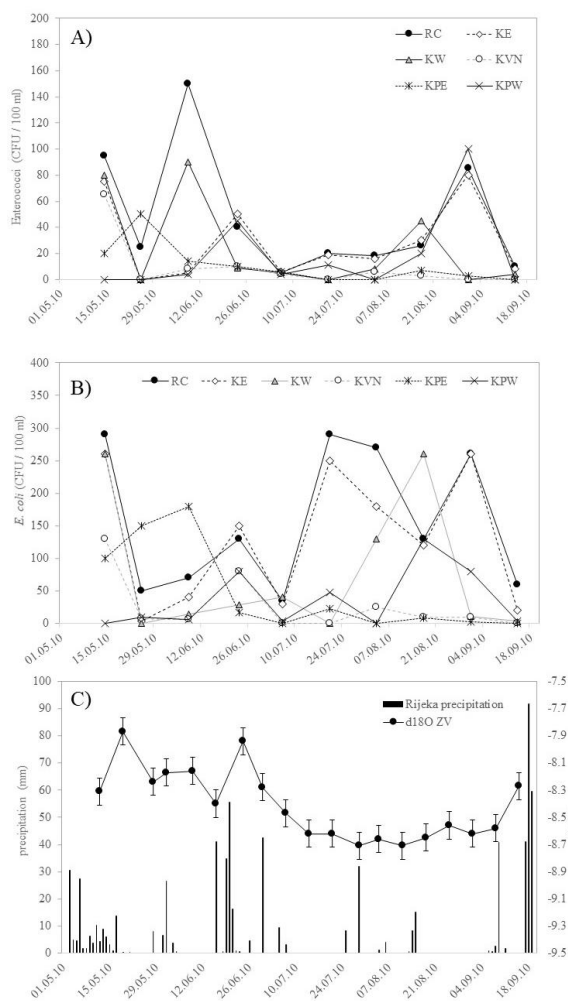 A)
RC KE
KW KVN
KPE KPW
Enterococci (CFU / 100 ml)
200
180
160
140
120
100
80
60
40
20
0
01.05.10 15.05.10 29.05.10 12.06.10 26.06.10 10.07.10 24.07.10 07.08.10 21.08.10 04.09.10 18.09.10
B)
RC KE KW KVN KPE KPW
E. coli (CFU / 100 ml)
400
350
300
250
200
150
100
50
0
01.05.10 15.05.10 29.05.10 12.06.10 26.06.10 10.07.10 24.07.10 07.08.10 21.08.10 04.09.10 18.09.10
C)
Rijeka precipitation
d18O ZV
precipitation (mm)
100
90
80
70
60
50
40
30
20
10
0
-7.5
-7.7
-7.9
-8.1
-8.3
-8.5
-8.7
-8.9
-9.1
-9.3
-9.5
01.05.10 15.05.10 29.05.10 12.06.10 26.06.10 10.07.10 24.07.10 07.08.10 21.08.10 04.09.10 18.09.10